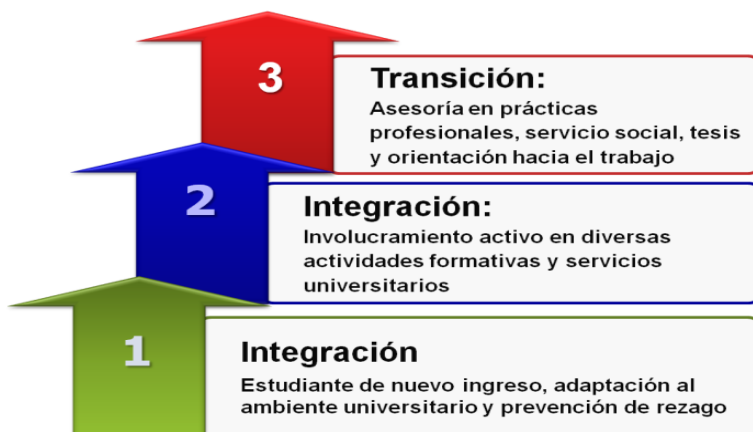 3
Transición:
Asesoría en prácticas
profesionales, servicio social, tesis
y orientación hacia el trabajo
2
Integración:
Involucramiento activo en diversas
actividades formativas y servicios
universitarios
1
Integración
Estudiante de nuevo ingreso, adaptación al
ambiente universitario y prevención de rezago